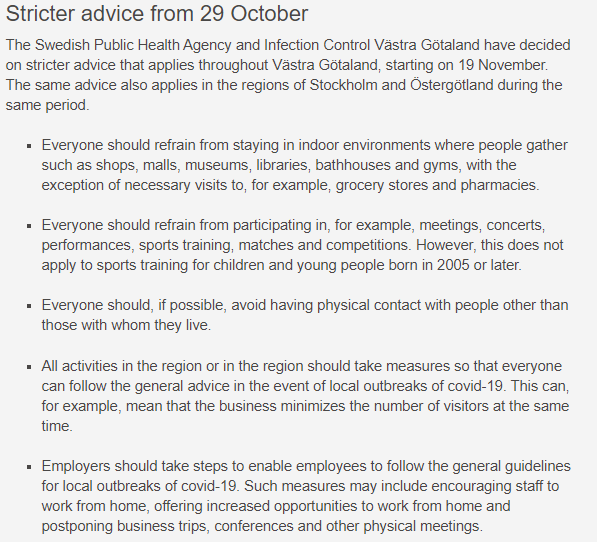 Stricter advice from 29 October
The Swedish Public Health Agency and Infection Control Västra Götaland have decided
on stricter advice that applies throughout Västra Götaland, starting on 19 November.
The same advice also applies in the regions of Stockholm and Östergötland during the
same period.
▪ Everyone should refrain from staying in indoor environments where people gather
such as shops, malls, museums, libraries, bathhouses and gyms, with the
exception of necessary visits to, for example, grocery stores and pharmacies.
▪ Everyone should refrain from participating in, for example, meetings, concerts,
performances, sports training, matches and competitions. However, this does not
apply to sports training for children and young people born in 2005 or later.
▪ Everyone should, if possible, avoid having physical contact with people other than
those with whom they live.
▪ All activities in the region or in the region should take measures so that everyone
can follow the general advice in the event of local outbreaks of covid-19. This can,
for example, mean that the business minimizes the number of visitors at the same
time.
▪ Employers should take steps to enable employees to follow the general guidelines
for local outbreaks of covid-19. Such measures may include encouraging staff to
work from home, offering increased opportunities to work from home and
postponing business trips, conferences and other physical meetings.